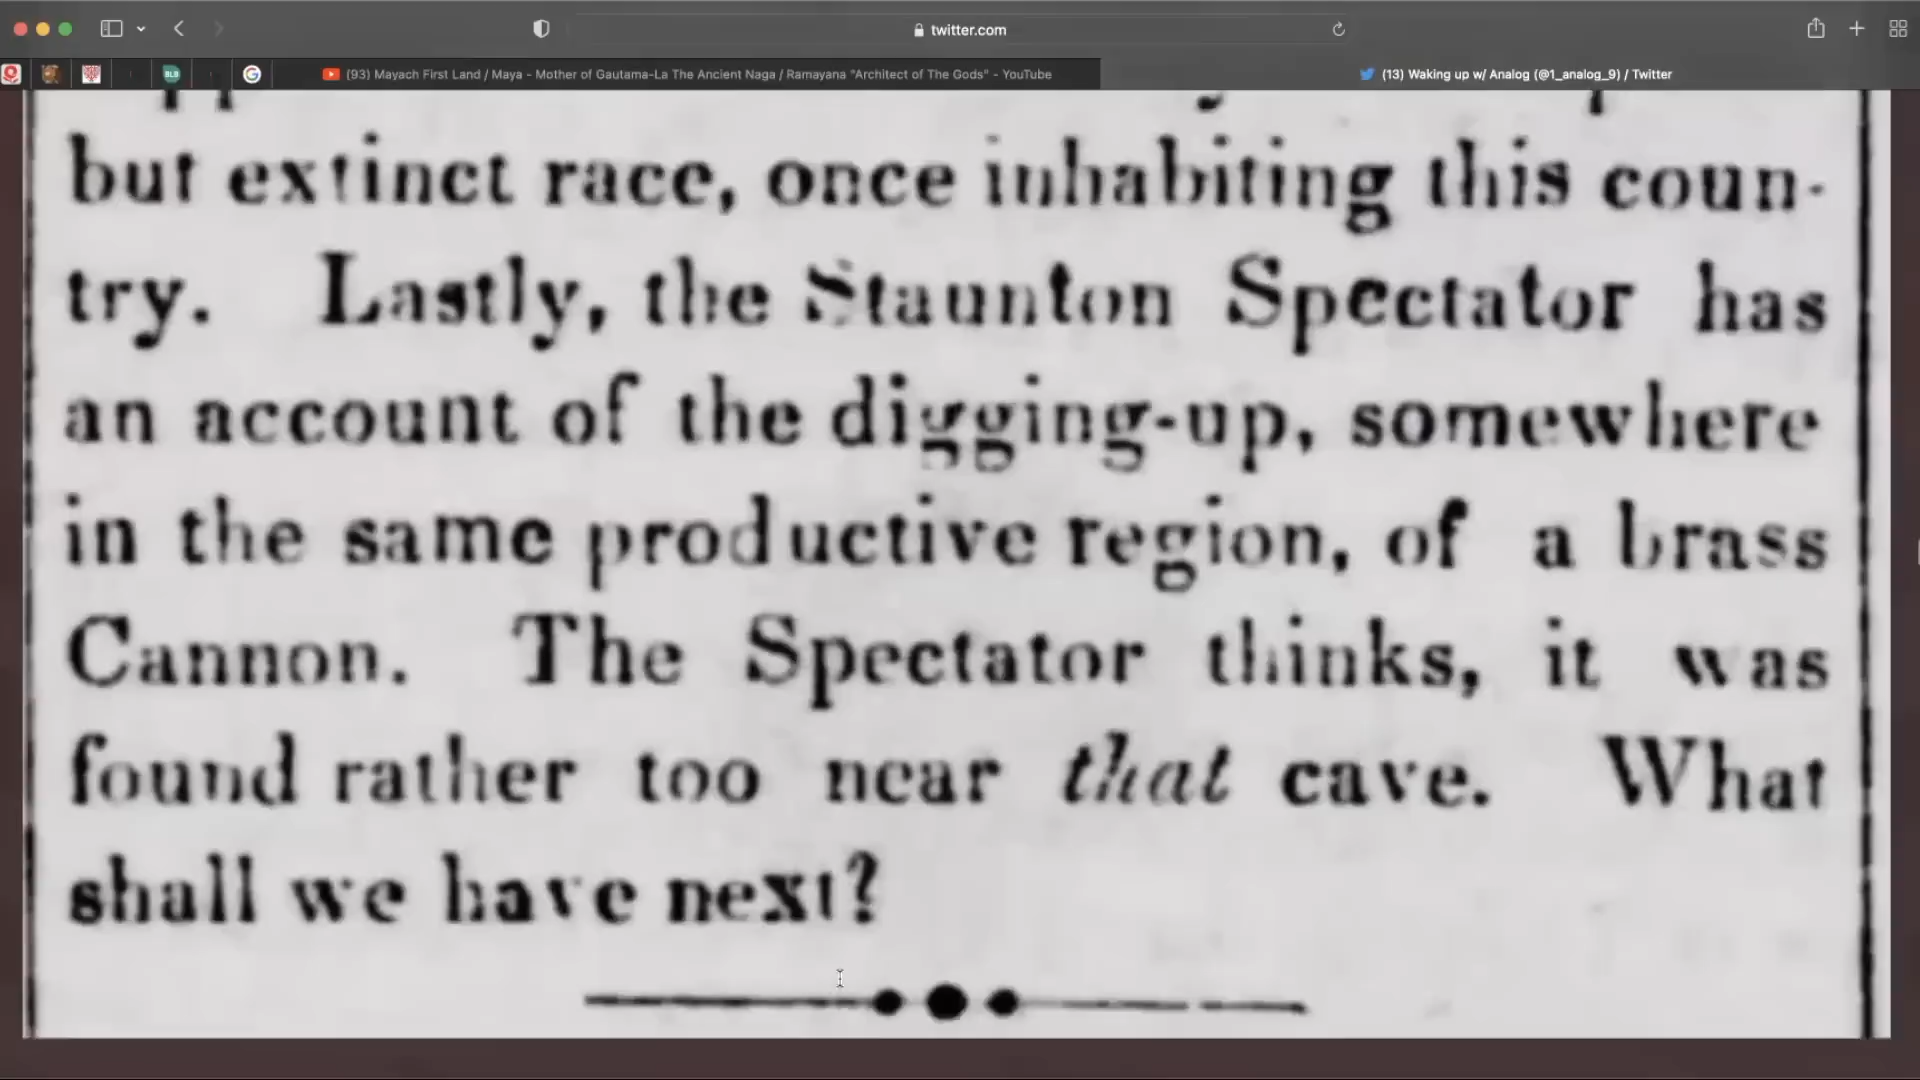 twitter.com
BLB
G
(93) Mayach First Land / Maya - Mother of Gautama-La The Ancient Naga / Ramayana "Architect of The Gods" - YouTube
(13) Waking up w/ Analog (@1_analog_9) / Twitter
but extinct race, once inhabiting this coun-
try. Lastly, the Staunton Spectator has
an account of the digging-up, somewhere
in the same productive region, of a brass
Cannon. The Spectator thinks, it was
found rather too near that cave. What
shall we have next?